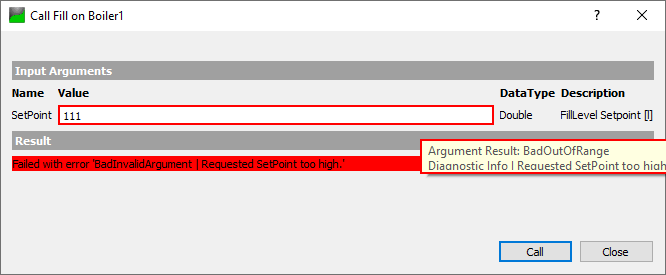 Call Fill on Boiler1
?
Input Arguments
Name Value DataType Description
SetPoint 111 Double FillLevel Setpoint [l]
Result
Argument Result: BadOutOfRange
Failed with error 'BadInvalidArgument | Requested SetPoint too high.'
Diagnostic Info | Requested SetPoint too high
Call Close